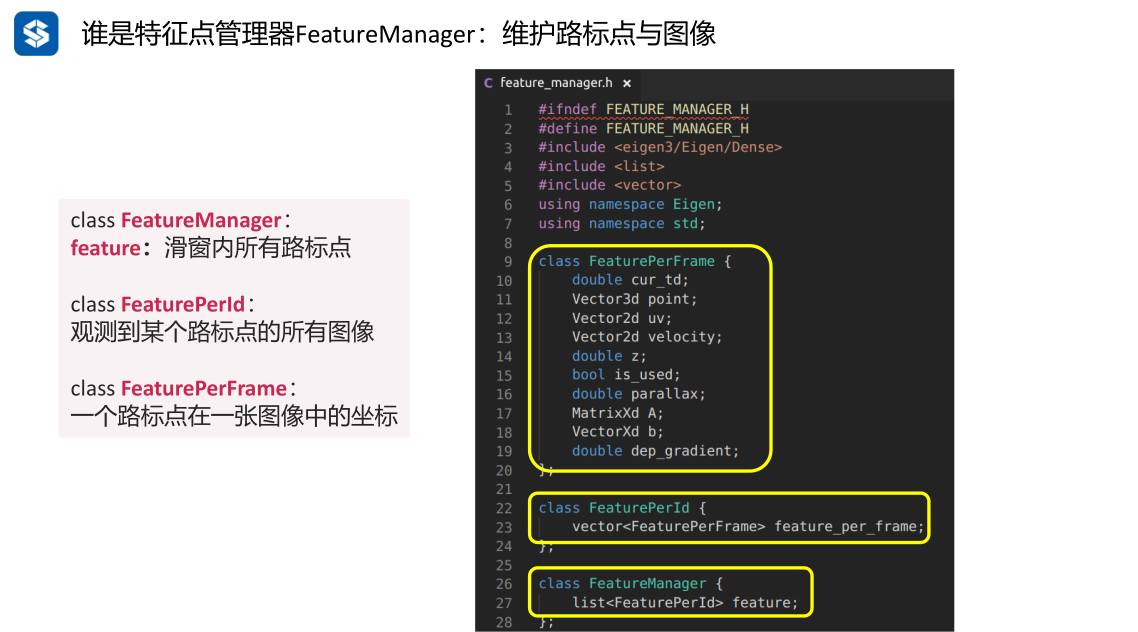 谁是特征点管理器FeatureManager：维护路标点与图像
class FeatureManager：
feature：滑窗内所有路标点
class FeaturePerId：
观测到某个路标点的所有图像
class FeaturePerFrame：
一个路标点在一张图像中的坐标
C feature_manager.h ×
1 #ifndef FEATURE_MANAGER_H
2 #define FEATURE_MANAGER_H
3 #include <eigen3/Eigen/Dense>
4 #include <list>
5 #include <vector>
6 using namespace Eigen;
7 using namespace std;
8
9 class FeaturePerFrame {
10 double cur_td;
11 Vector3d point;
12 Vector2d uv;
13 Vector2d velocity;
14 double z;
15 bool is_used;
16 double parallax;
17 MatrixXd A;
18 VectorXd b;
19 double dep_gradient;
20 };
21
22 class FeaturePerId {
23 vector<FeaturePerFrame> feature_per_frame;
24 };
25
26 class FeatureManager {
27 list<FeaturePerId> feature;
28 };